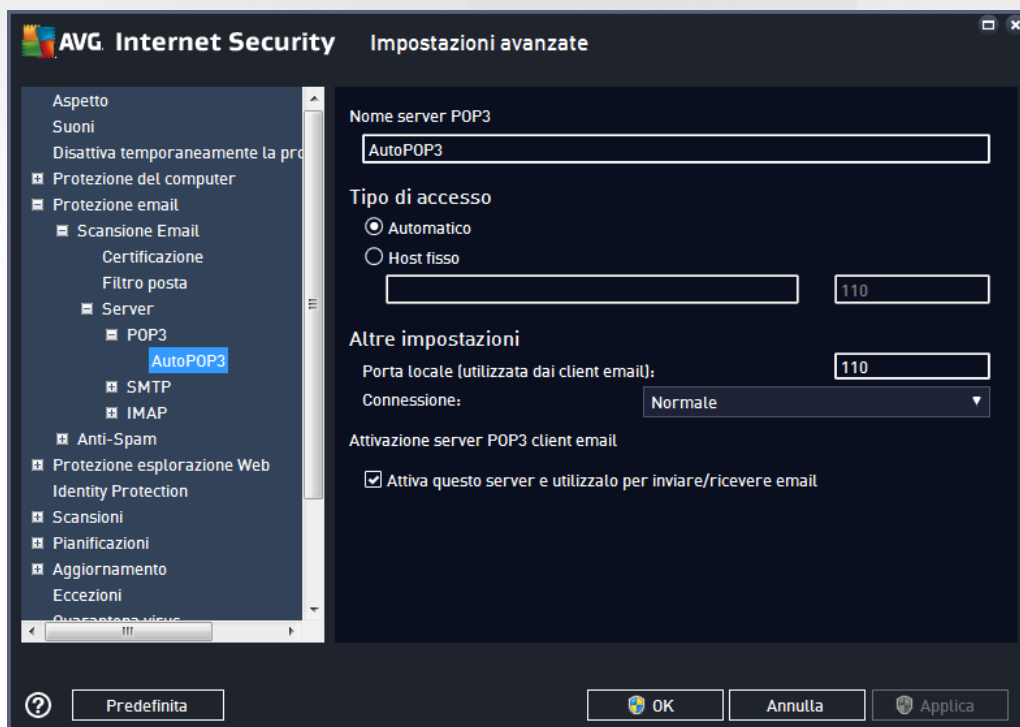 AVG. Internet Security Impostazioni avanzate
Aspetto
Suoni
Disattiva temporaneamente la pro
Protezione del computer
Protezione email
Scansione Email
Certificazione
Filtro posta
Server
POP3
AutoPOP3
SMTP
IMAP
Anti-Spam
Protezione esplorazione Web
Identity Protection
Scansioni
Pianificazioni
Aggiornamento
Eccezioni
Quarantena virus
Nome server POP3
AutoPOP3
Tipo di accesso
Automatico
Host fisso
110
Altre impostazioni
Porta locale (utilizzata dai client email): 110
Connessione: Normale
Attivazione server POP3 client email
Attiva questo server e utilizzalo per inviare/ricevere email
? Predefinita OK Annulla Applica